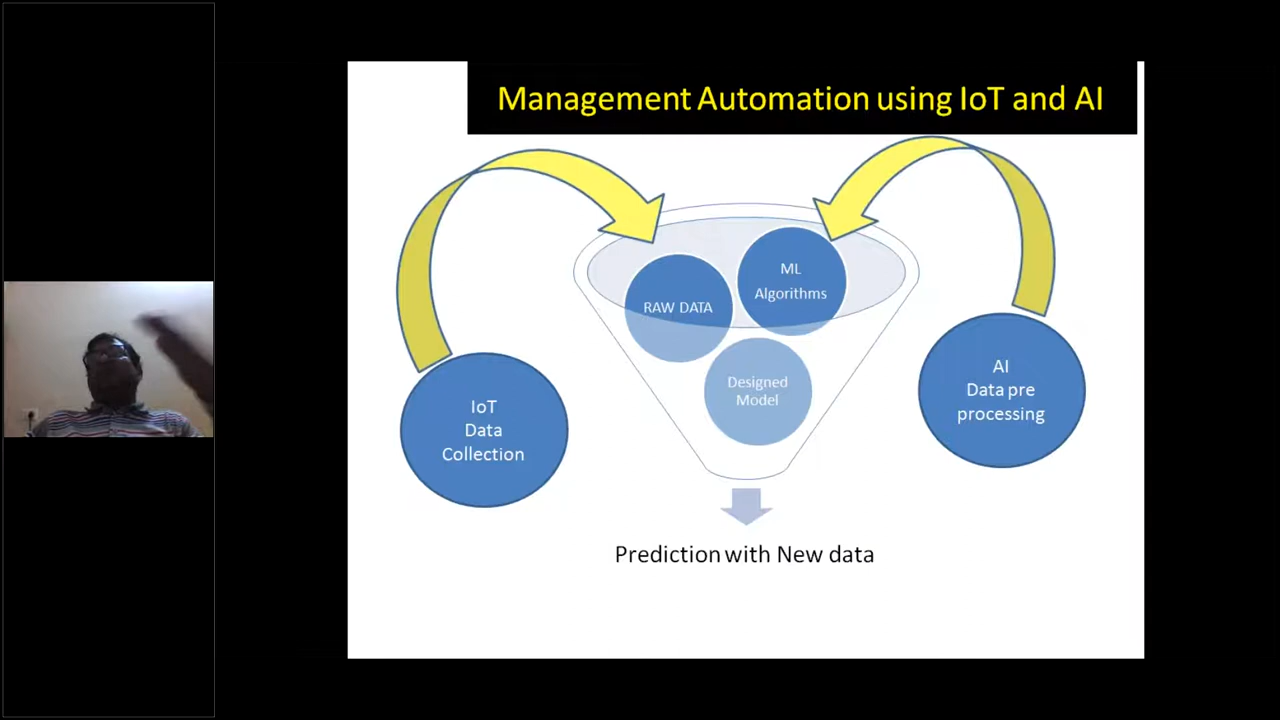 Management Automation using IoT and AI
ML
Algorithms
RAW DATA
Designed
Model
AI
Data pre
processing
IoT
Data
Collection
Prediction with New data